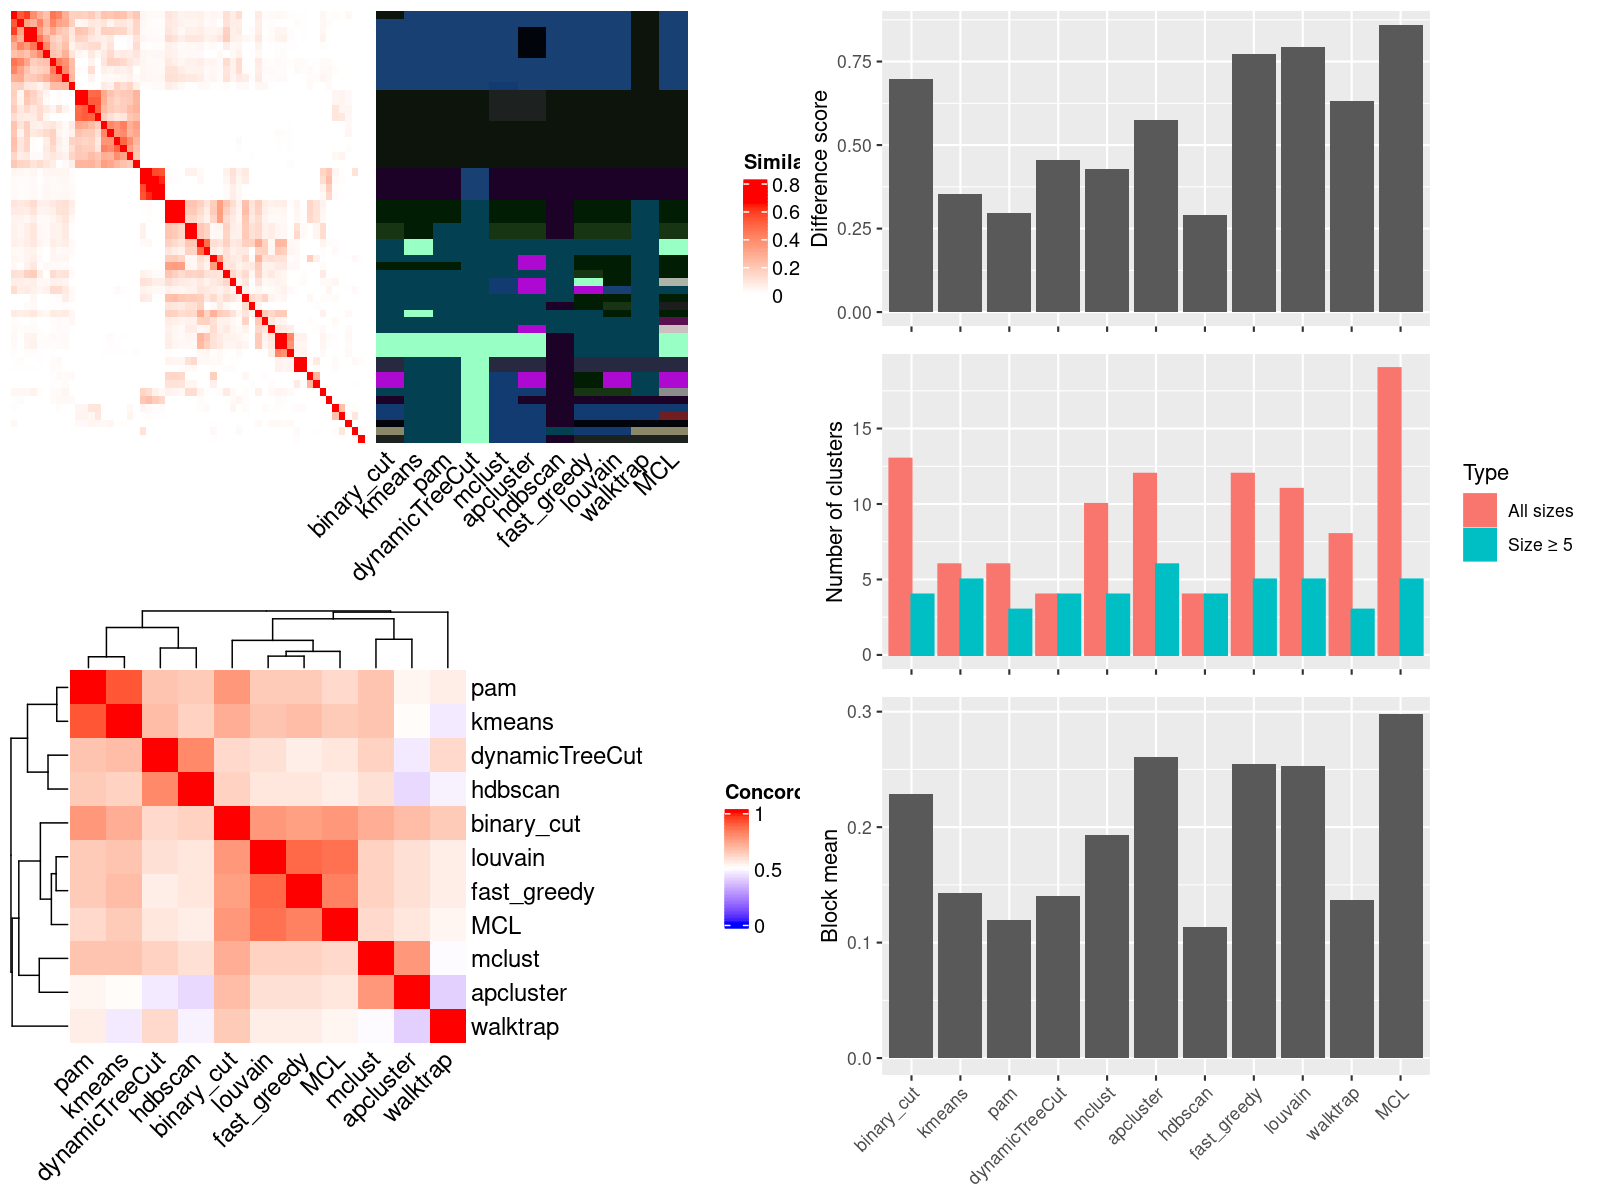 Simila
0.8
0.6
0.4
0.2
0
binary_cut
kmeans
pam
dynamicTreeCut
mclust
apcluster
hdbscan
fast_greedy
louvain
walktrap
MCL
Difference score
0.75
0.50
0.25
0.00
Number of clusters
15
10
5
0
Type
All sizes
Size ≥ 5
pam
kmeans
dynamicTreeCut
hdbscan
binary_cut
louvain
fast_greedy
MCL
mclust
apcluster
walktrap
pam
kmeans
dynamicTreeCut
hdbscan
binary_cut
louvain
fast_greedy
MCL
mclust
apcluster
walktrap
Concord
1
0.5
0
Block mean
0.3
0.2
0.1
0.0
binary_cut
kmeans
pam
dynamicTreeCut
mclust
apcluster
hdbscan
fast_greedy
louvain
walktrap
MCL